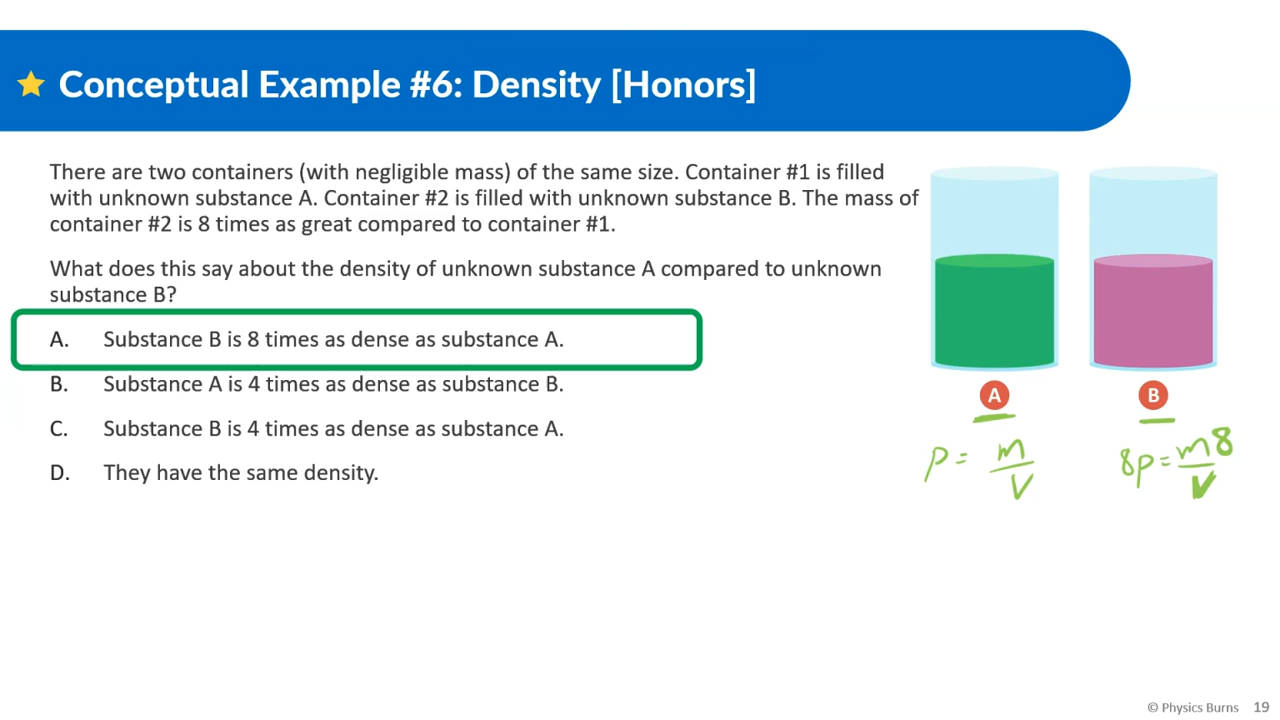 Conceptual Example #6: Density [Honors]
There are two containers (with negligible mass) of the same size. Container #1 is filled
with unknown substance A. Container #2 is filled with unknown substance B. The mass of
container #2 is 8 times as great compared to container #1.
What does this say about the density of unknown substance A compared to unknown
substance B?
A. Substance B is 8 times as dense as substance A.
B. Substance A is 4 times as dense as substance B.
C. Substance B is 4 times as dense as substance A.
D. They have the same density.
A
B
ρ = m/V
8ρ = m8/V
© Physics Burns 19